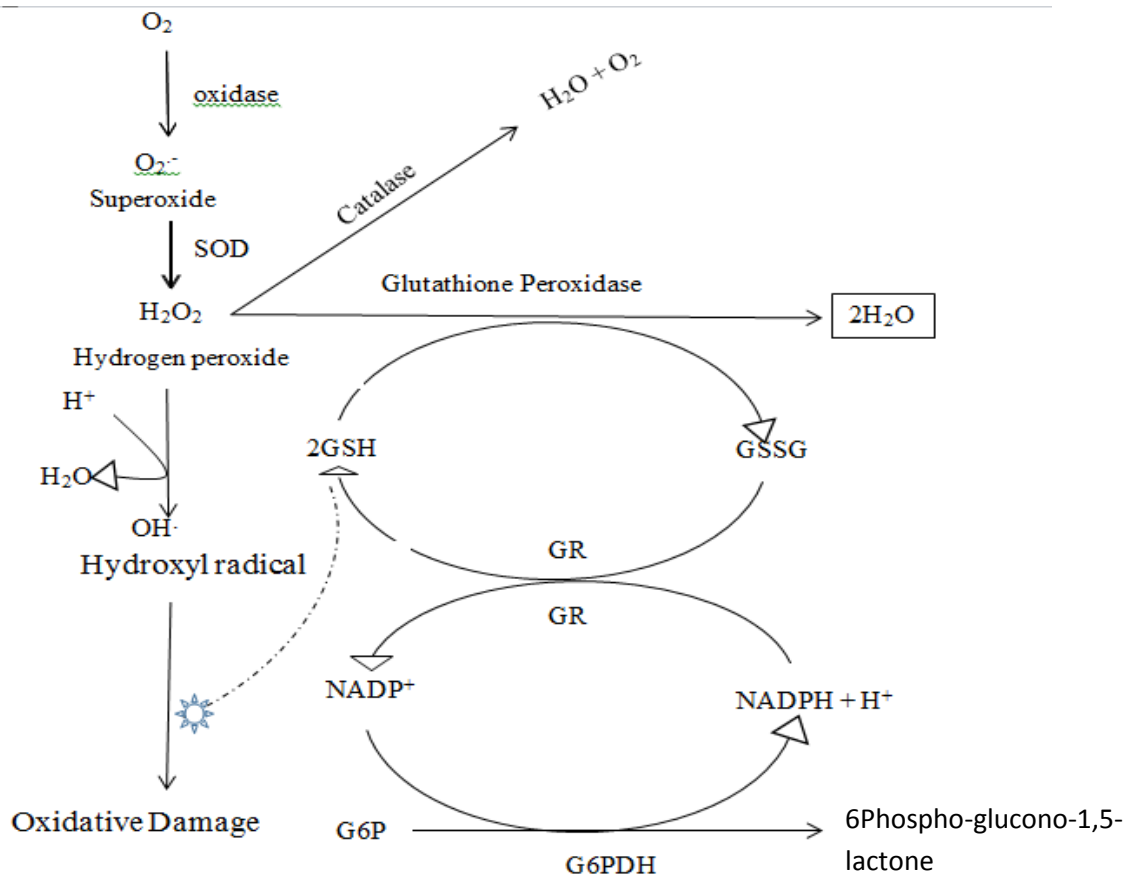 O₂
oxidase
O₂·⁻
Superoxide
SOD
H₂O₂
Hydrogen peroxide
H⁺
H₂O
OH·
Hydroxyl radical
Oxidative Damage
Catalase
H₂O + O₂
Glutathione Peroxidase
2H₂O
2GSH
GSSG
GR
GR
NADP⁺
NADPH + H⁺
G6P
G6PDH
6Phospho-glucono-1,5-
lactone